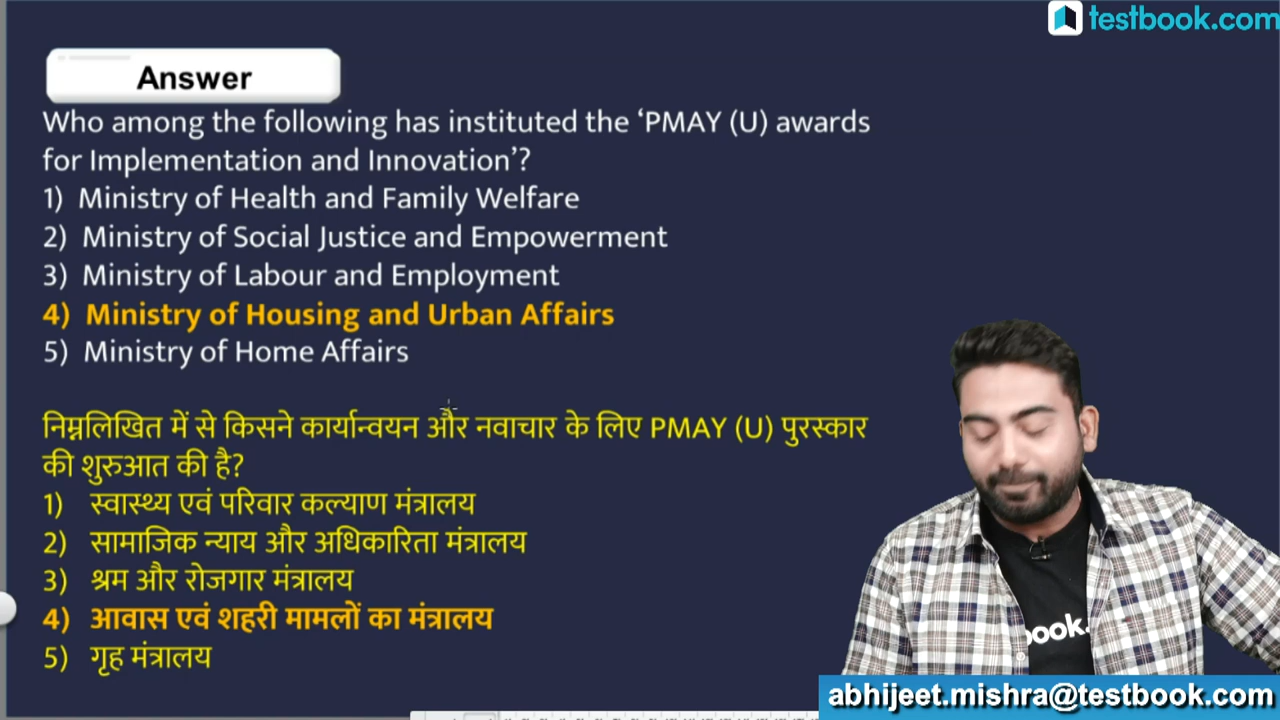 testbook.com
Answer
Who among the following has instituted the ‘PMAY (U) awards
for Implementation and Innovation’?
1) Ministry of Health and Family Welfare
2) Ministry of Social Justice and Empowerment
3) Ministry of Labour and Employment
4) Ministry of Housing and Urban Affairs
5) Ministry of Home Affairs
निम्नलिखित में से किसने कार्यान्वयन और नवाचार के लिए PMAY (U) पुरस्कार
की शुरुआत की है?
1) स्वास्थ्य एवं परिवार कल्याण मंत्रालय
2) सामाजिक न्याय और अधिकारिता मंत्रालय
3) श्रम और रोजगार मंत्रालय
4) आवास एवं शहरी मामलों का मंत्रालय
5) गृह मंत्रालय
book.
abhijeet.mishra@testbook.com